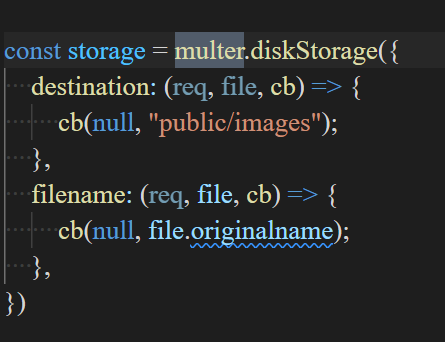 const storage = multer.diskStorage({
destination: (req, file, cb) => {
cb(null, "public/images");
},
filename: (req, file, cb) => {
cb(null, file.originalname);
},
})